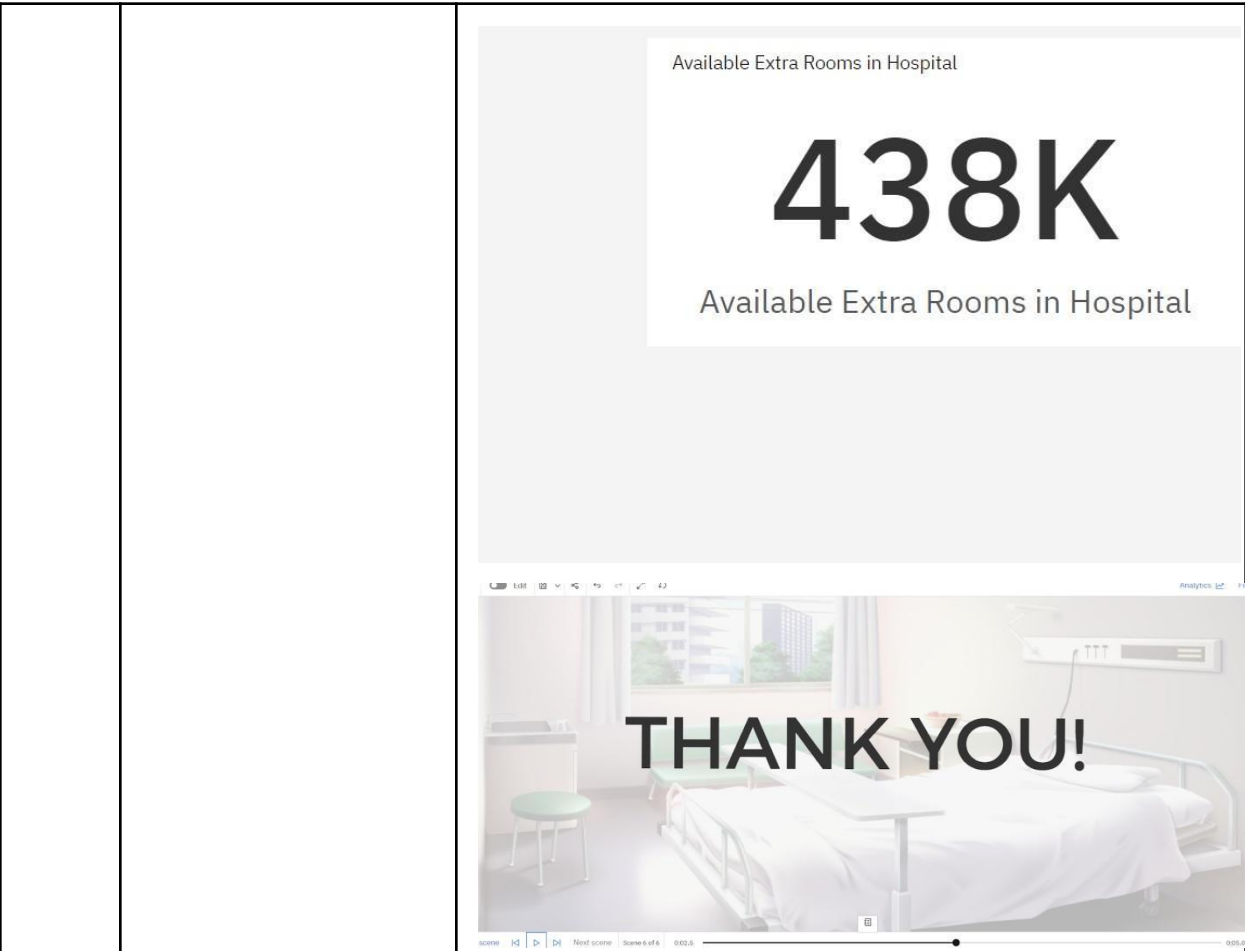 Available Extra Rooms in Hospital
438K
Available Extra Rooms in Hospital
Edit
Analytics
THANK YOU!
scene Next scene Scene 6 of 6 0:02.5